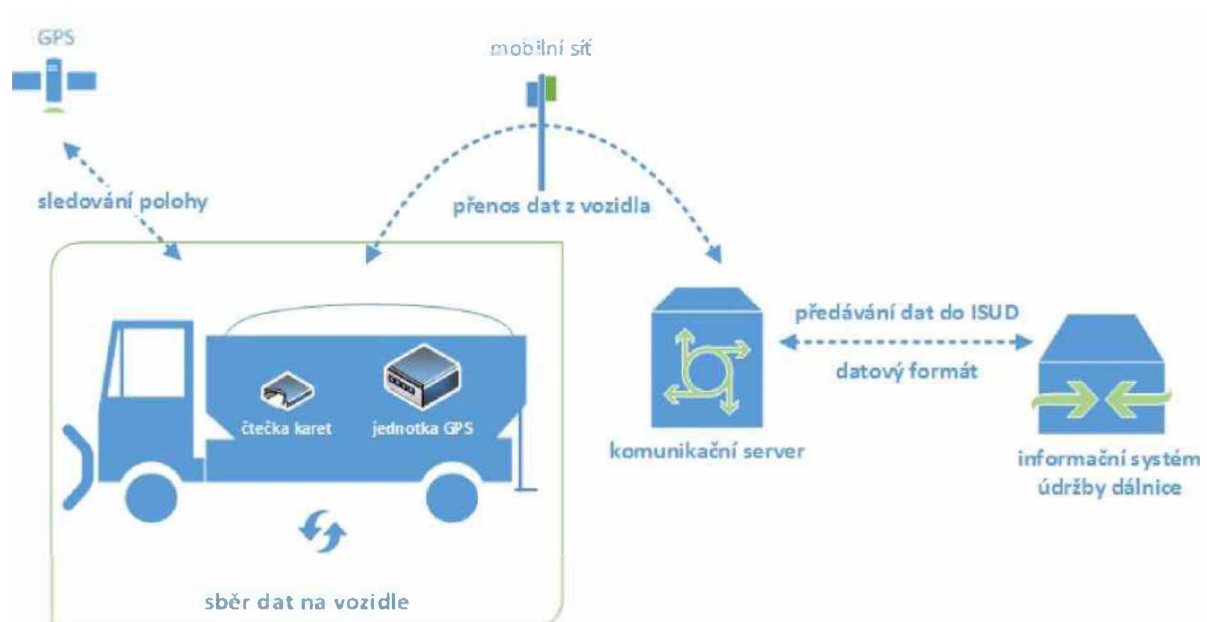 GPS
mobilní síť
sledování polohy
přenos dat z vozidla
předávání dat do ISUD
datový formát
čtečka karet
jednotka GPS
komunikační server
informační systém
údržby dálnice
sběr dat na vozidle